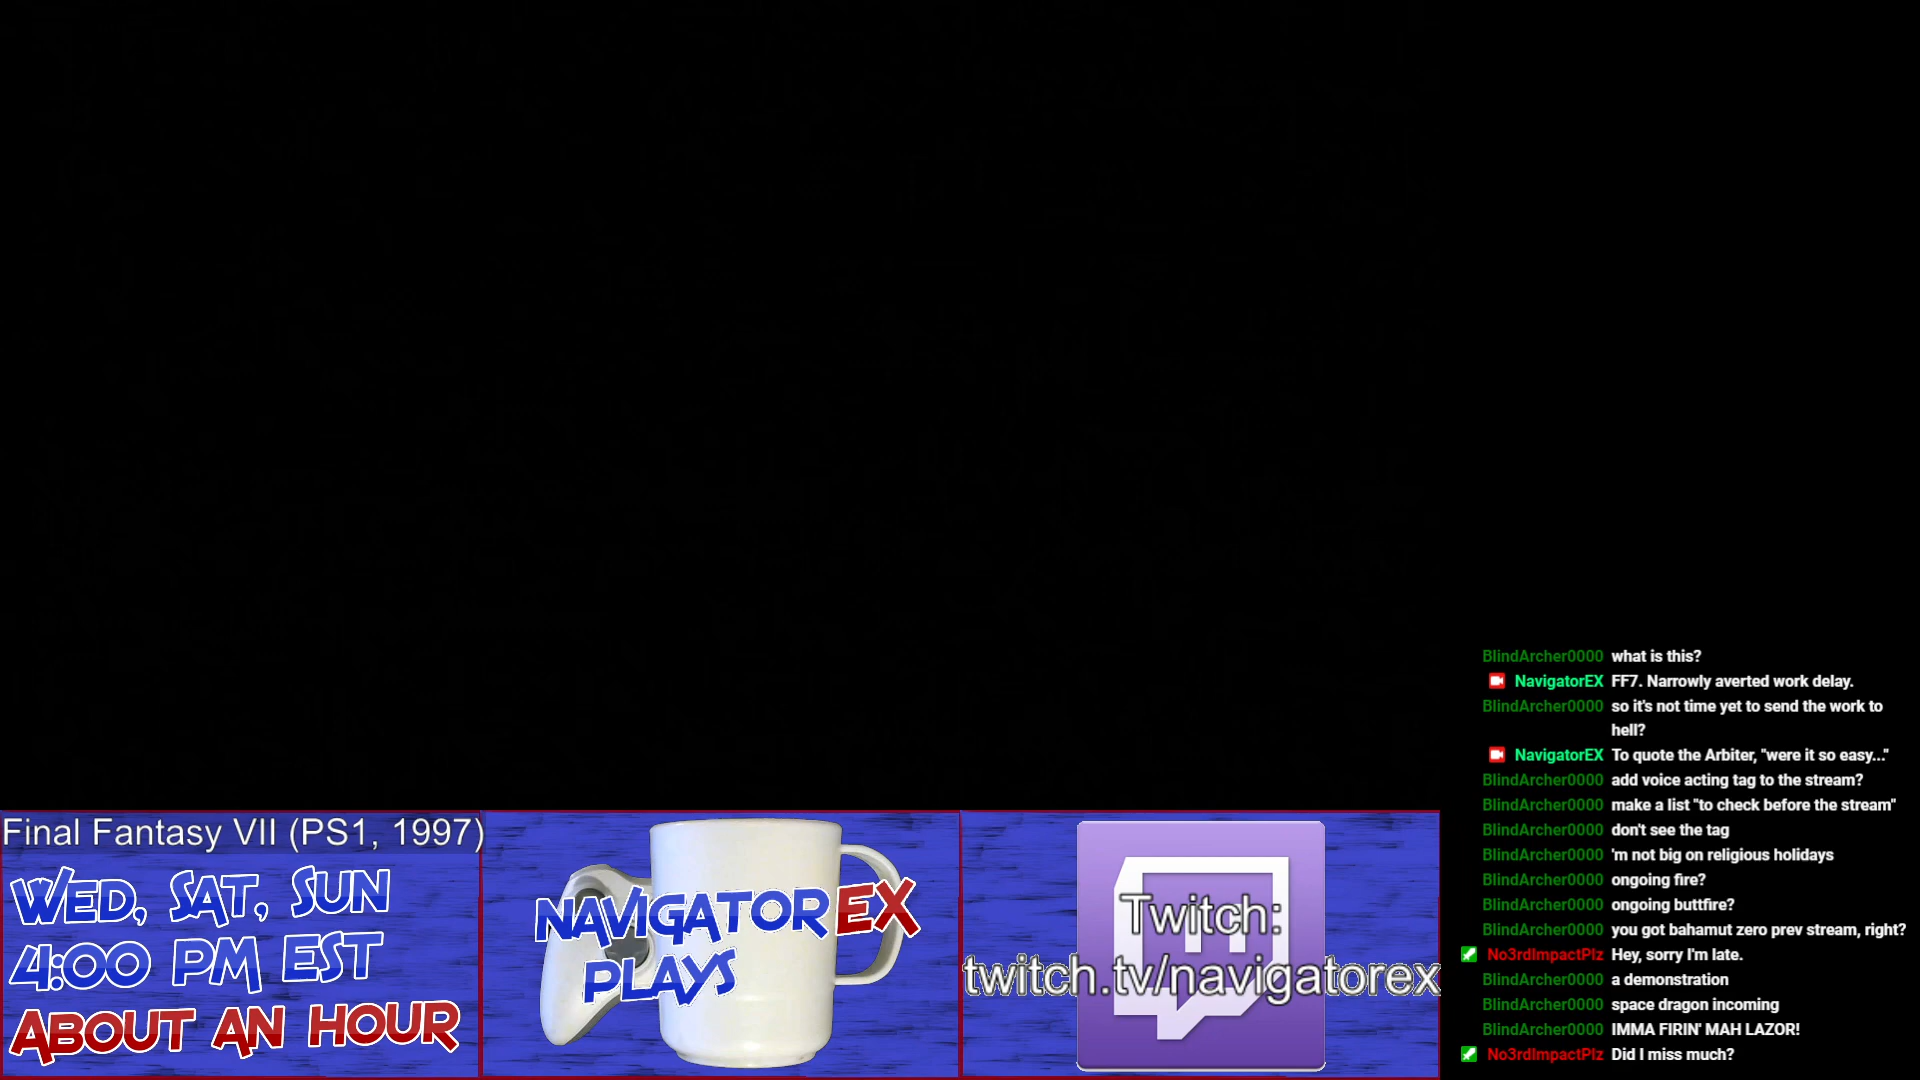 Final Fantasy VII (PS1, 1997)
WED, SAT, SUN
4:00 PM EST
ABOUT AN HOUR
NAVIGATOREX
PLAYS
Twitch:
twitch.tv/navigatorex
BlindArcher0000 what is this?
NavigatorEX FF7. Narrowly averted work delay.
BlindArcher0000 so it's not time yet to send the work to
hell?
NavigatorEX To quote the Arbiter, "were it so easy..."
BlindArcher0000 add voice acting tag to the stream?
BlindArcher0000 make a list "to check before the stream"
BlindArcher0000 don't see the tag
BlindArcher0000 'm not big on religious holidays
BlindArcher0000 ongoing fire?
BlindArcher0000 ongoing buttfire?
BlindArcher0000 you got bahamut zero prev stream, right?
No3rdImpactPlz Hey, sorry I'm late.
BlindArcher0000 a demonstration
BlindArcher0000 space dragon incoming
BlindArcher0000 IMMA FIRIN' MAH LAZOR!
No3rdImpactPlz Did I miss much?